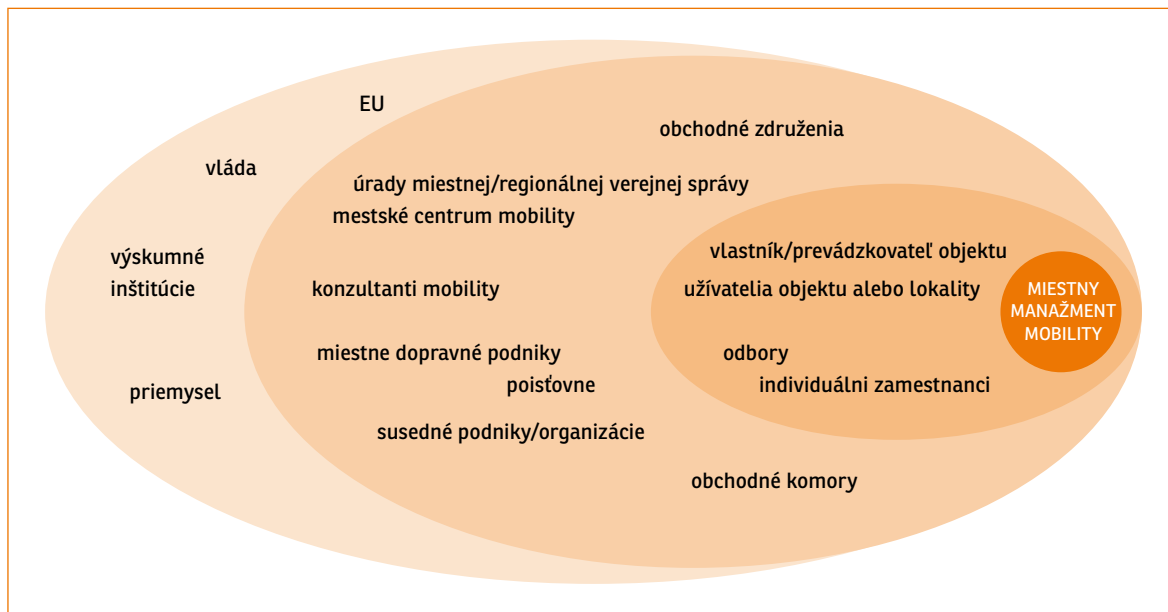 EU
obchodné združenia
vláda
úrady miestnej/regionálnej verejnej správy
mestské centrum mobility
výskumné
inštitúcie
vlastník/prevádzkovateľ objektu
konzultanti mobility
užívatelia objektu alebo lokality
MIESTNY
MANAŽMENT
MOBILITY
miestne dopravné podniky
odbory
priemysel
poisťovne
individuálni zamestnanci
susedné podniky/organizácie
obchodné komory